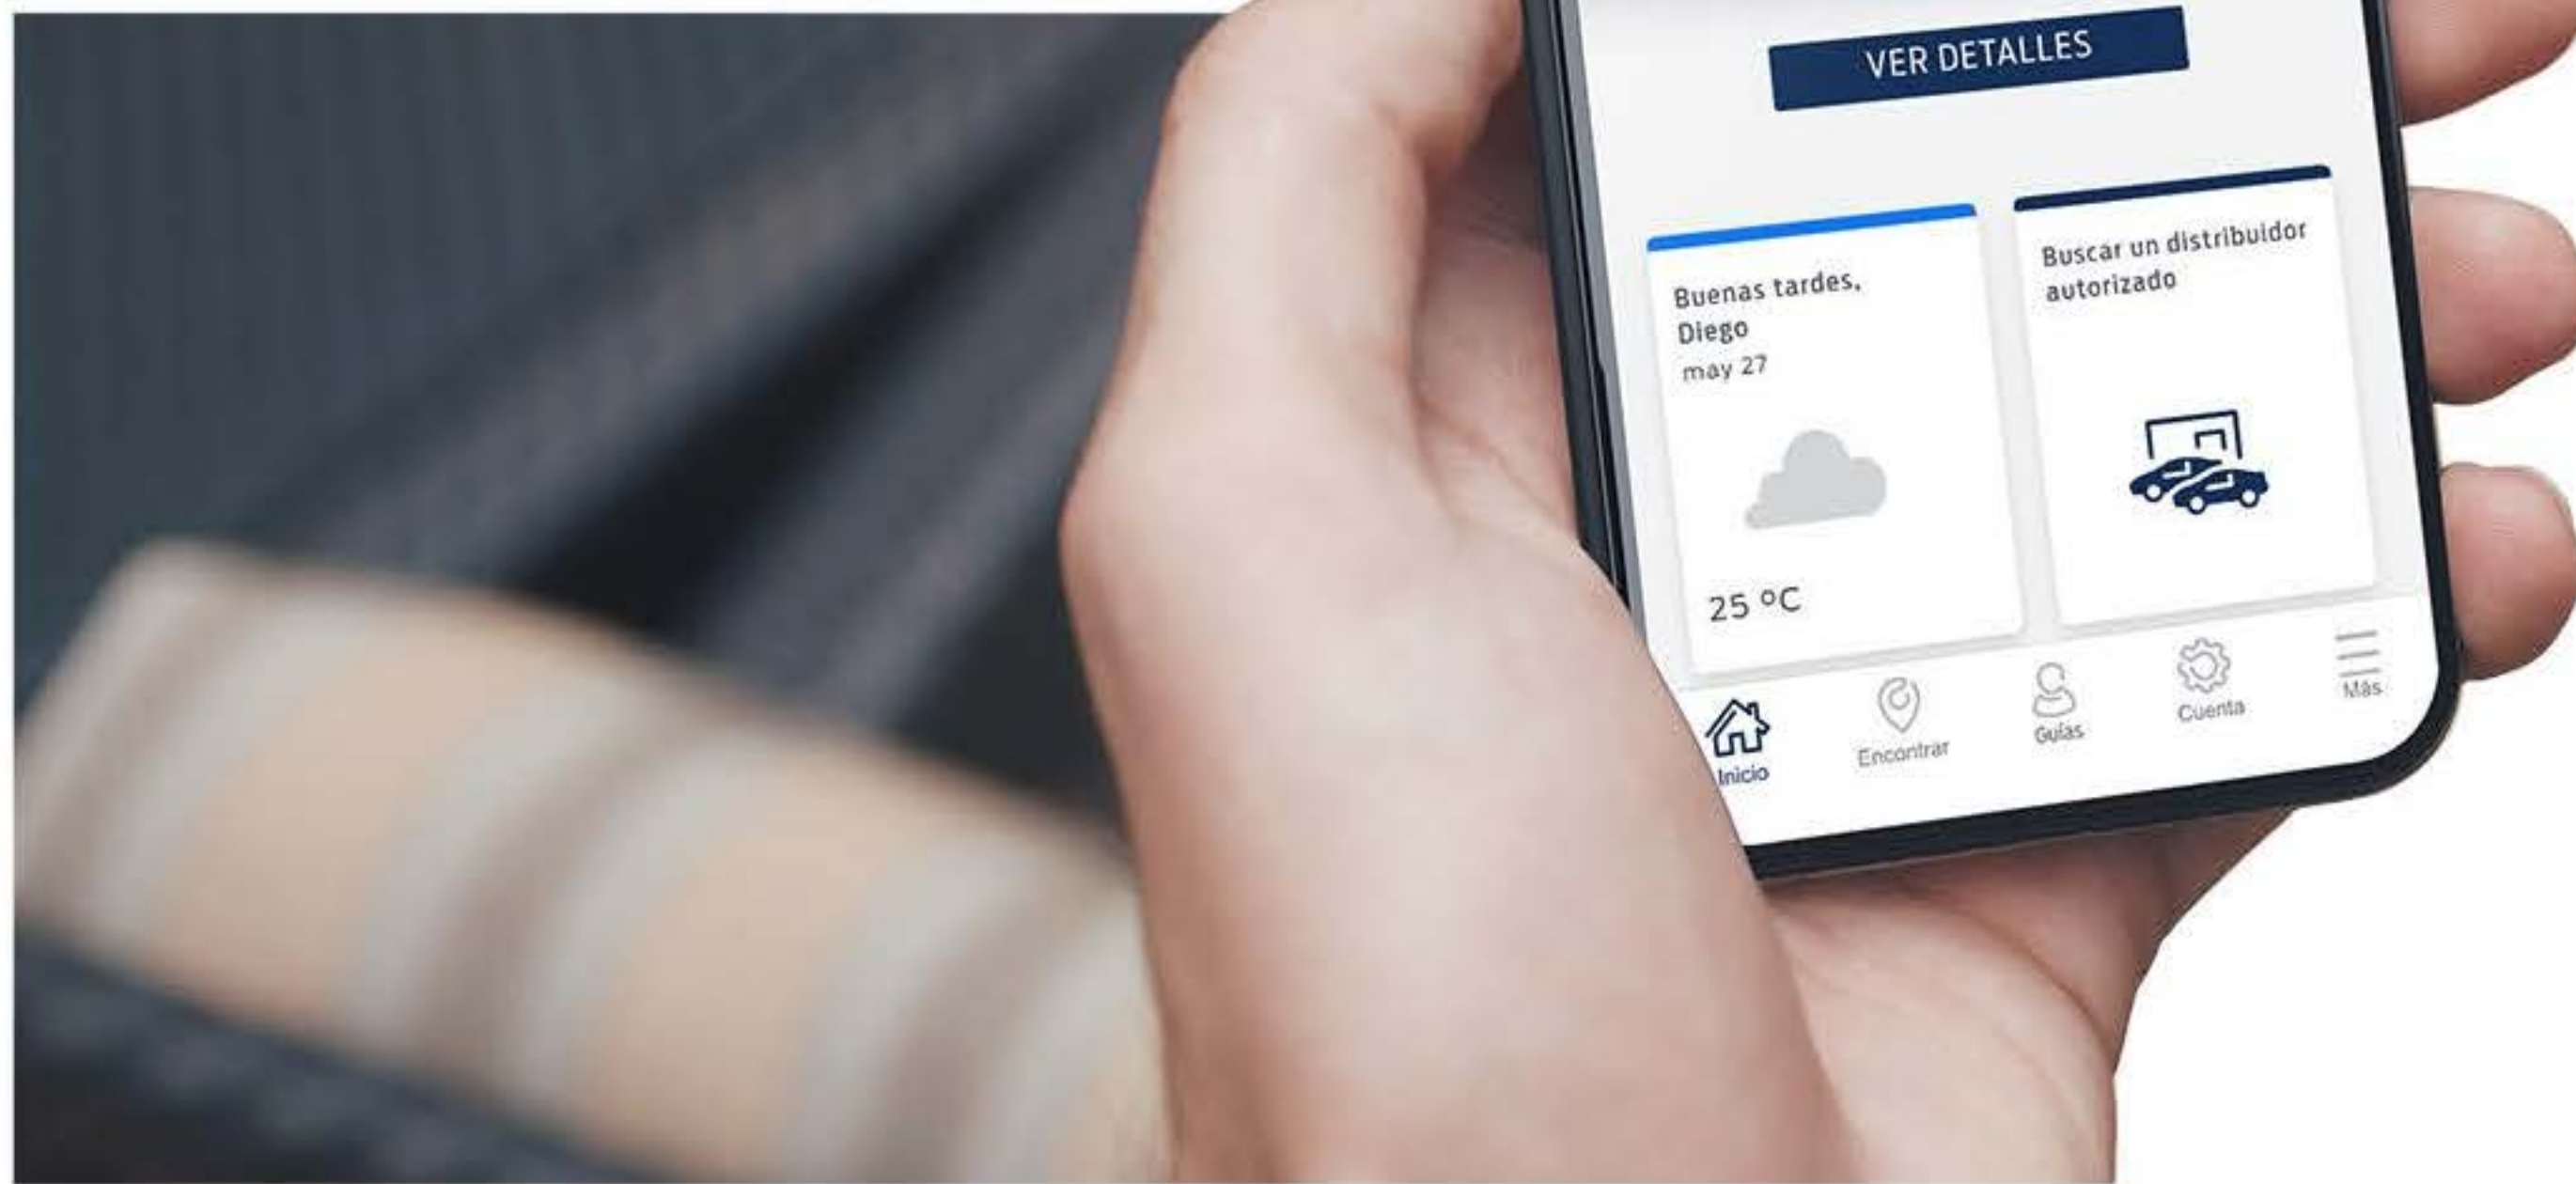 VER DETALLES
Buenas tardes,
Diego
may 27
25 ºC
Buscar un distribuidor
autorizado
Inicio
Encontrar
Guías
Cuenta
Más